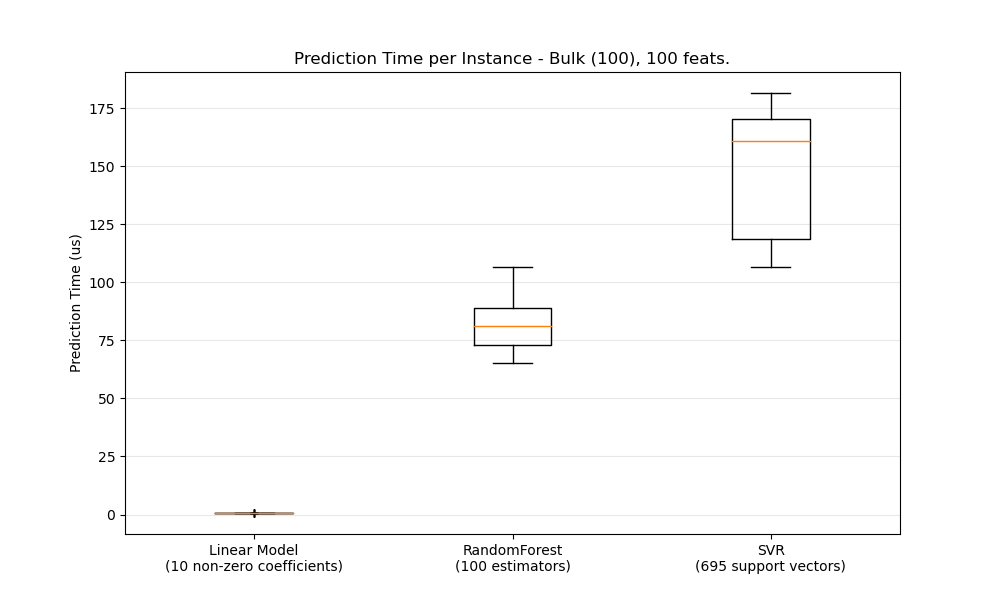 Prediction Time per Instance - Bulk (100), 100 feats.
Prediction Time (us)
175
150
125
100
75
50
25
0
Linear Model
(10 non-zero coefficients)
RandomForest
(100 estimators)
SVR
(695 support vectors)